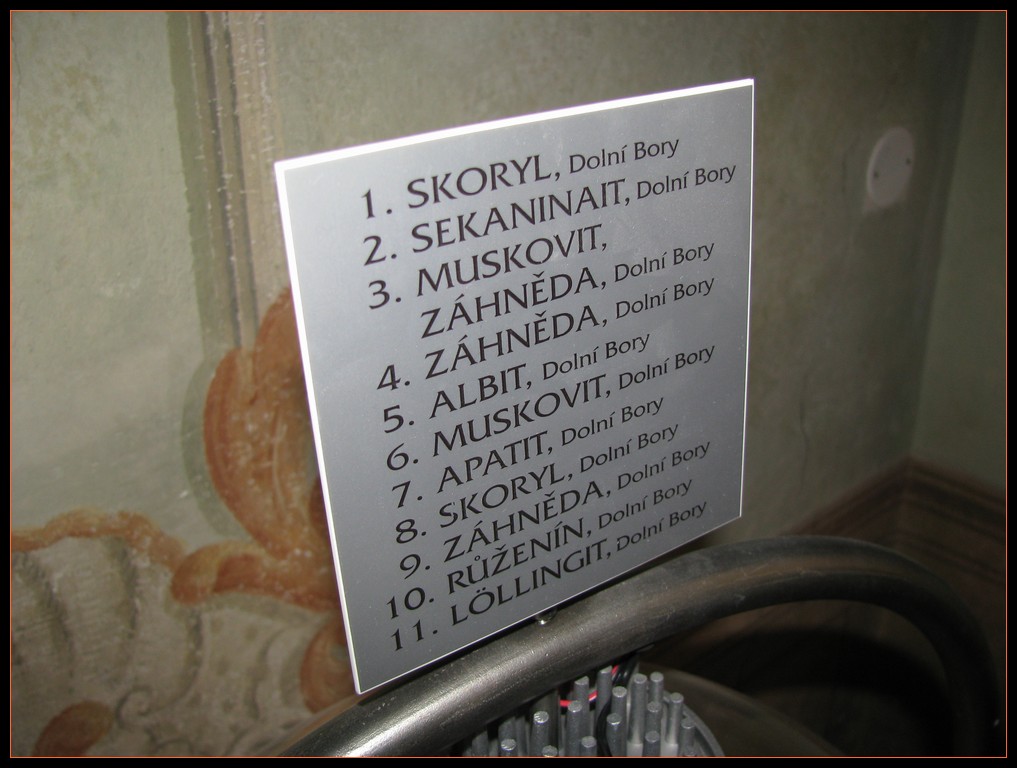 1. SKORYL, Dolní Bory
2. SEKANINAIT, Dolní Bory
3. MUSKOVIT,
ZÁHNĚDA, Dolní Bory
4. ZÁHNĚDA, Dolní Bory
5. ALBIT, Dolní Bory
6. MUSKOVIT, Dolní Bory
7. APATIT, Dolní Bory
8. SKORYL, Dolní Bory
9. ZÁHNĚDA, Dolní Bory
10. RŮŽENÍN, Dolní Bory
11. LÖLLINGIT, Dolní Bory